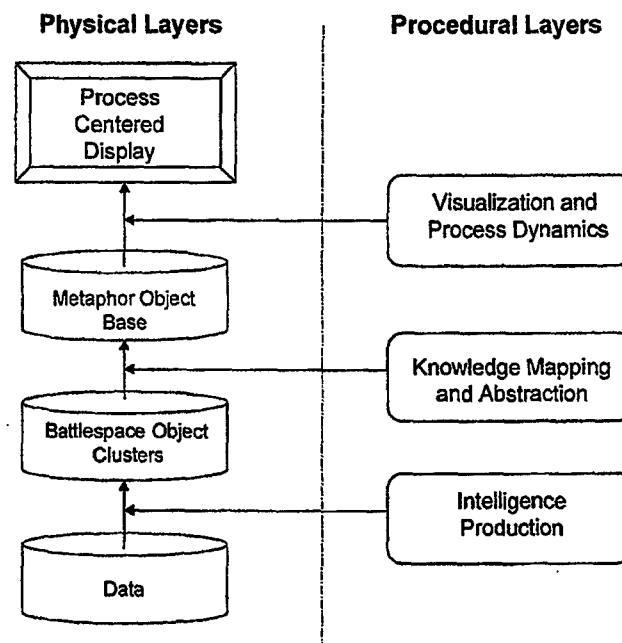 Physical Layers
Procedural Layers
Process
Centered
Display
Visualization and
Process Dynamics
Metaphor Object
Base
Knowledge Mapping
and Abstraction
Battlespace Object
Clusters
Intelligence
Production
Data